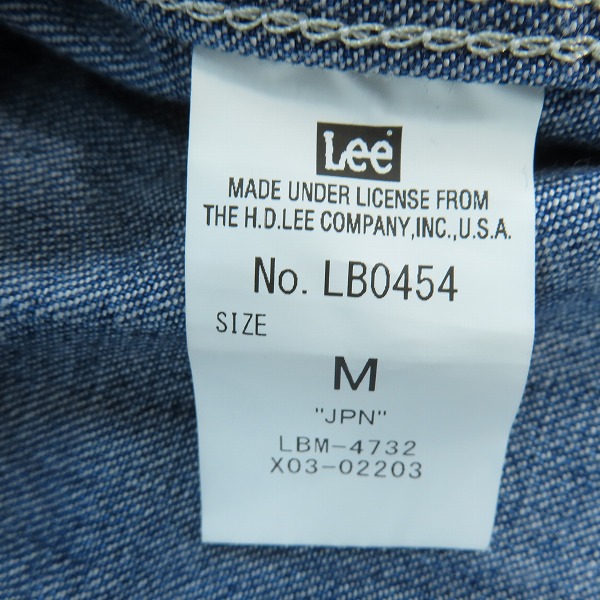 Lee
MADE UNDER LICENSE FROM
THE H.D.LEE COMPANY,INC.,U.S.A.
No. LB0454
SIZE
M
"JPN"
LBM-4732
X03-02203